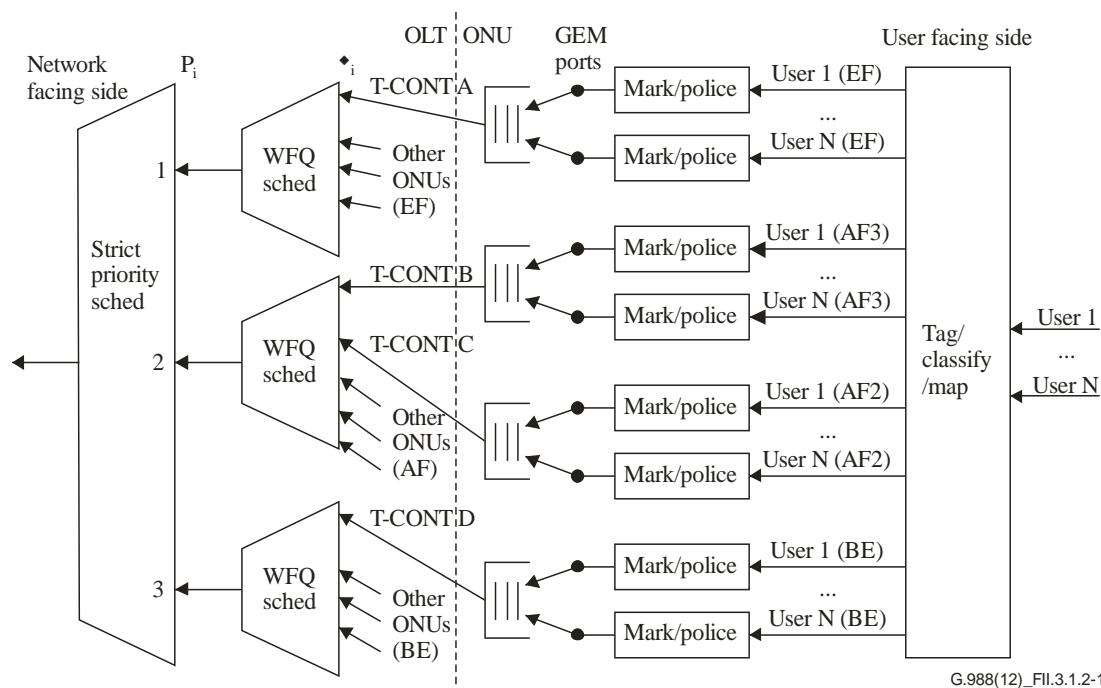 OLT
ONU
GEM
ports
User facing side
Network
facing side
Pi
◆i
T-CONT A
Mark/police
User 1 (EF)
...
Mark/police
User N (EF)
1
WFQ
sched
Other
ONUs
(EF)
Strict
priority
sched
T-CONT B
Mark/police
User 1 (AF3)
...
Mark/police
User N (AF3)
2
WFQ
sched
T-CONT C
Other
ONUs
(AF)
Mark/police
User 1 (AF2)
...
Mark/police
User N (AF2)
Tag/
classify
/map
User 1
...
User N
T-CONT D
3
WFQ
sched
Other
ONUs
(BE)
Mark/police
User 1 (BE)
...
Mark/police
User N (BE)
G.988(12)_FII.3.1.2-1